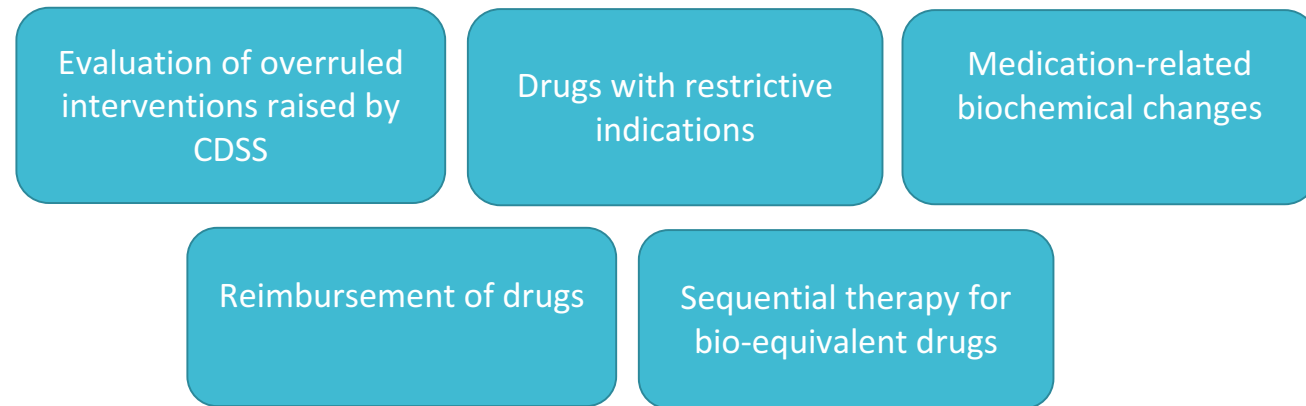 Evaluation of overruled
interventions raised by
CDSS
Drugs with restrictive
indications
Medication-related
biochemical changes
Reimbursement of drugs
Sequential therapy for
bio-equivalent drugs